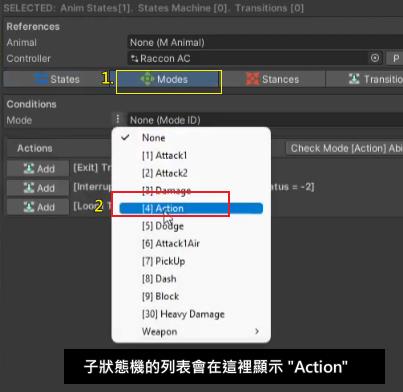 SELECTED: Anim States[1]. States Machine [0]. Transitions [0]
References
Animal None (M Animal)
Controller Raccon AC P
States 1. Modes Stances Transitio
Conditions
Mode None (Mode ID)
None
[1] Attack1
Actions Check Mode [Action] Abi
[2] Attack2
Add [Exit] Tr
[3] Damage
Add [Interrup atus = -2]
2 [4] Action
Add [Loop] T
[5] Dodge
[6] Attack1Air
[7] PickUp
[8] Dash
[9] Block
[30] Heavy Damage
Weapon
子狀態機的列表會在這裡顯示 "Action"